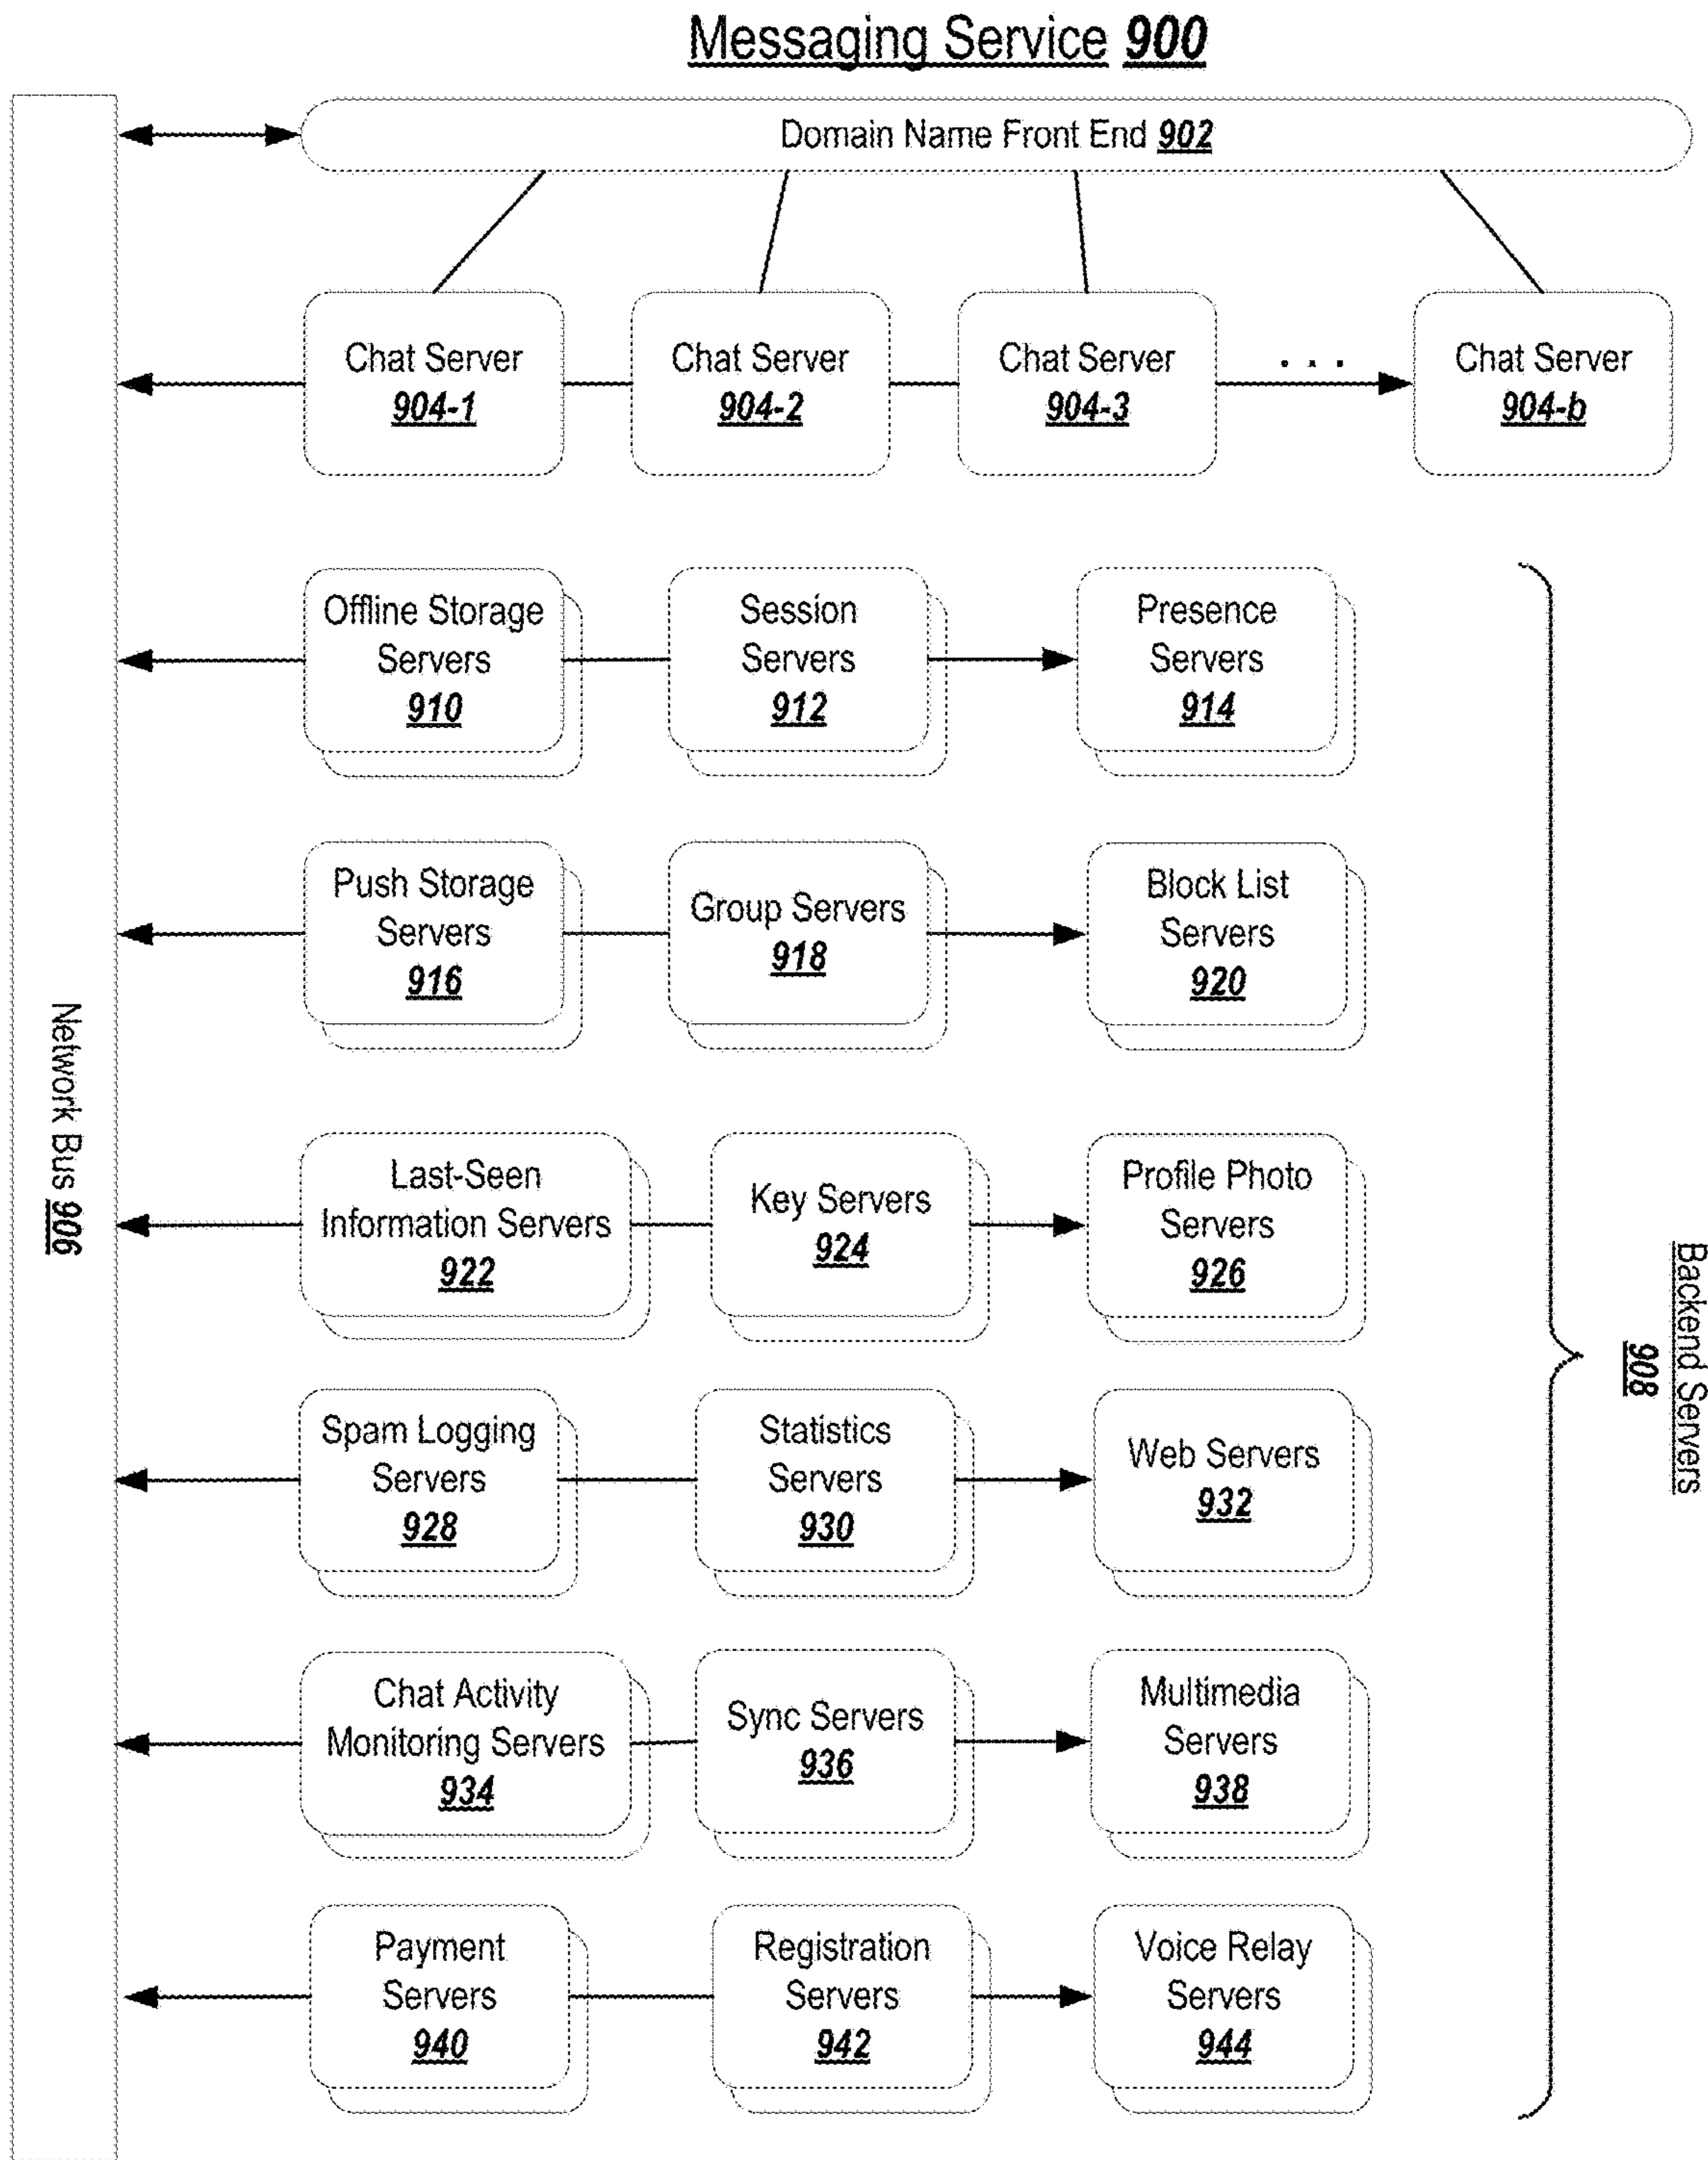 Messaging Service 900
Domain Name Front End 902
Chat Server
904-1
Chat Server
904-2
Chat Server
904-3
. . .
Chat Server
904-b
Offline Storage
Servers
910
Session
Servers
912
Presence
Servers
914
Push Storage
Servers
916
Group Servers
918
Block List
Servers
920
Network Bus 906
Last-Seen
Information Servers
922
Key Servers
924
Profile Photo
Servers
926
Backend Servers
908
Spam Logging
Servers
928
Statistics
Servers
930
Web Servers
932
Chat Activity
Monitoring Servers
934
Sync Servers
936
Multimedia
Servers
938
Payment
Servers
940
Registration
Servers
942
Voice Relay
Servers
944